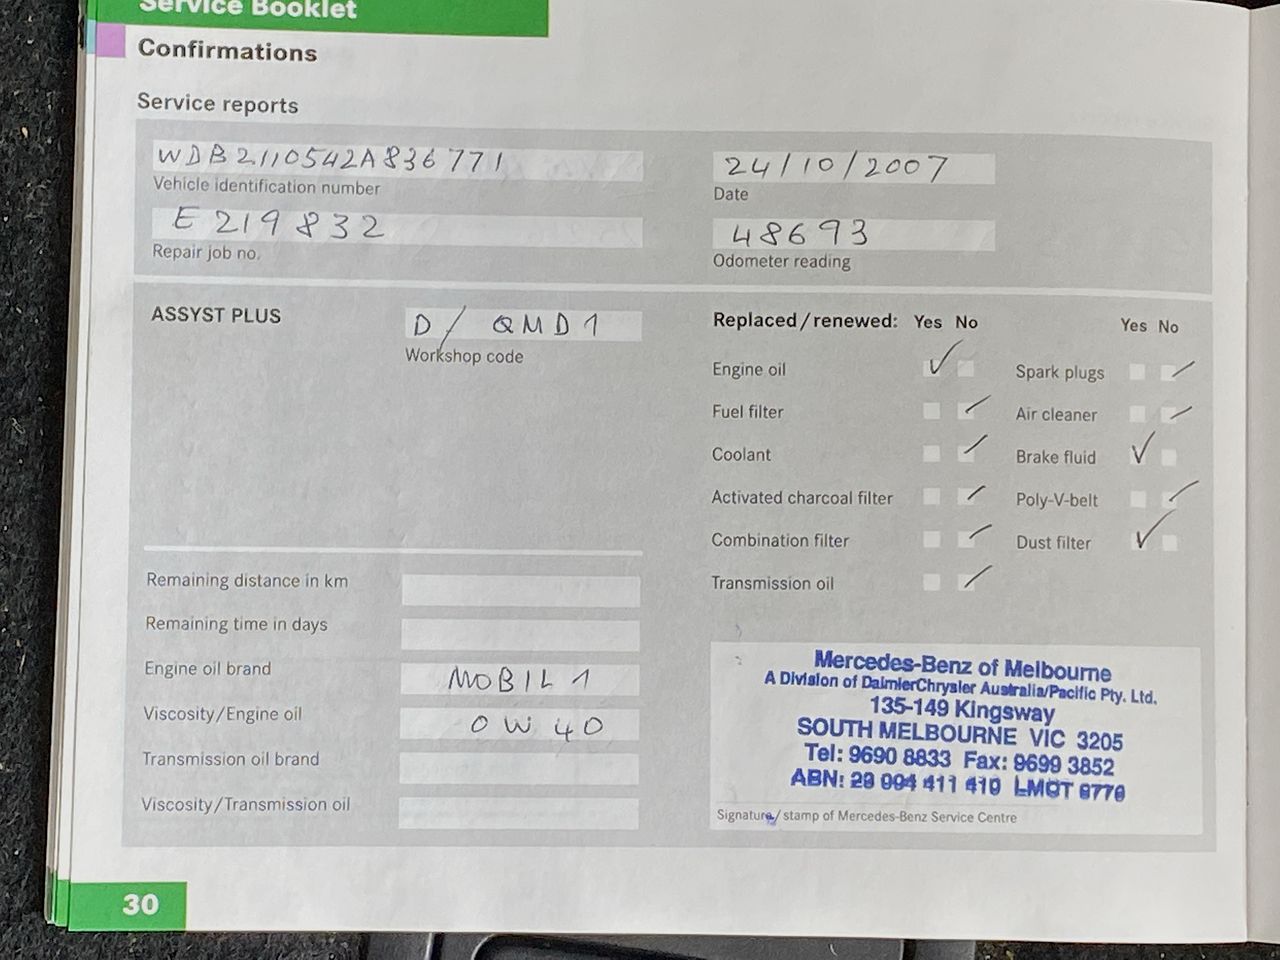 Service Booklet
Confirmations
Service reports
WDB2110542A836771
Vehicle identification number
24/10/2007
Date
E219832
Repair job no.
48693
Odometer reading
ASSYST PLUS
D/ QMD1
Workshop code
Replaced/renewed: Yes No
Yes No
Engine oil
Spark plugs
Fuel filter
Air cleaner
Coolant
Brake fluid
Activated charcoal filter
Poly-V-belt
Combination filter
Dust filter
Transmission oil
Remaining distance in km
Remaining time in days
Engine oil brand
MOBIL 1
Viscosity/Engine oil
0W 40
Transmission oil brand
Viscosity/Transmission oil
Mercedes-Benz of Melbourne
A Division of DaimlerChrysler Australia/Pacific Pty. Ltd.
135-149 Kingsway
SOUTH MELBOURNE VIC 3205
Tel: 9690 8833 Fax: 9699 3852
ABN: 411 LMCT
Signature/stamp of Mercedes-Benz Service Centre
30